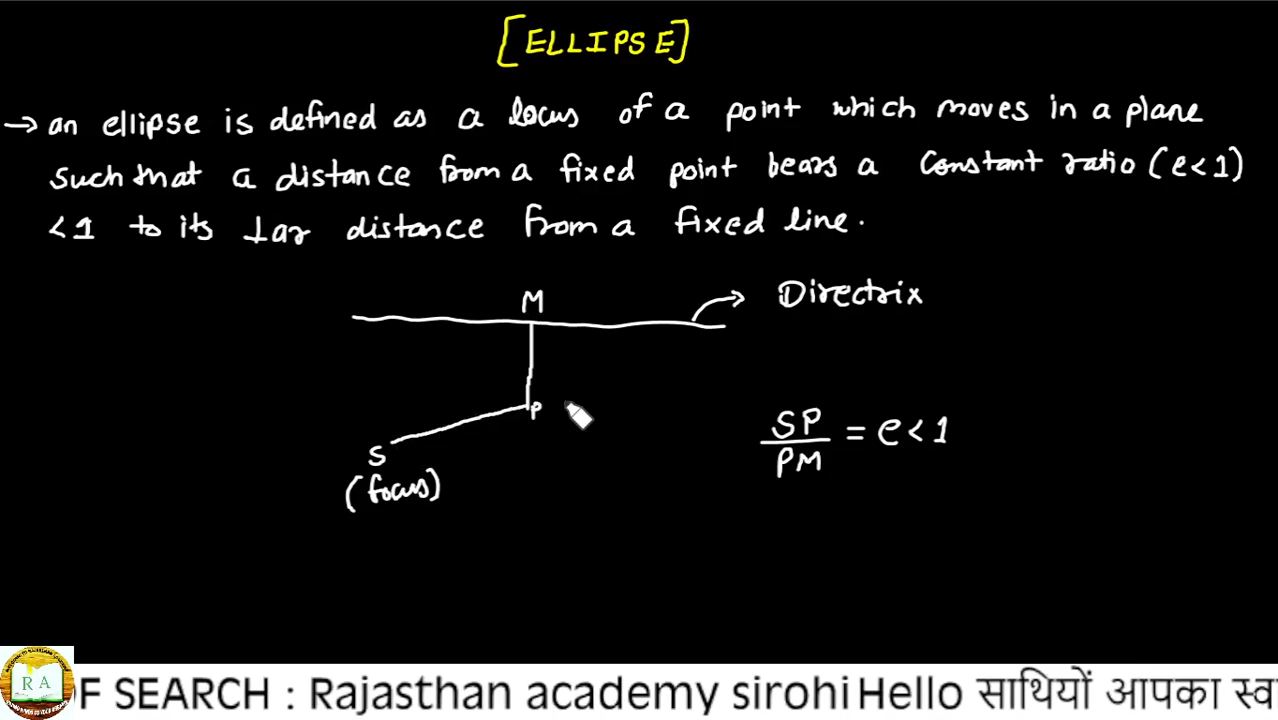 [ELLIPSE]
→ an ellipse is defined as a locus of a point which moves in a plane
such that a distance from a fixed point bears a constant ratio (e<1)
<1 to its ⊥ar distance from a fixed line.
M
Directrix
P
S
(focus)
SP/PM = e<1
RA
OF SEARCH : Rajasthan academy sirohi Hello साथियों आपका स्वा